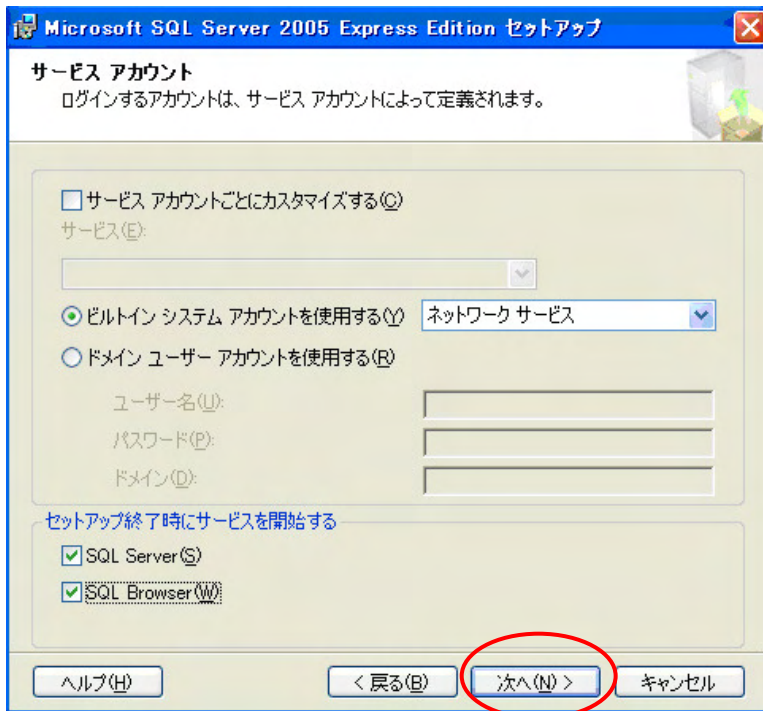 Microsoft SQL Server 2005 Express Edition セットアップ
サービス アカウント
ログインするアカウントは、サービス アカウントによって定義されます。
サービス アカウントごとにカスタマイズする(C)
サービス(E):
ビルトイン システム アカウントを使用する(Y) ネットワーク サービス
ドメイン ユーザー アカウントを使用する(R)
ユーザー名(U):
パスワード(P):
ドメイン(D):
セットアップ終了時にサービスを開始する
SQL Server(S)
SQL Browser(W)
ヘルプ(H) < 戻る(B) 次へ(N) > キャンセル